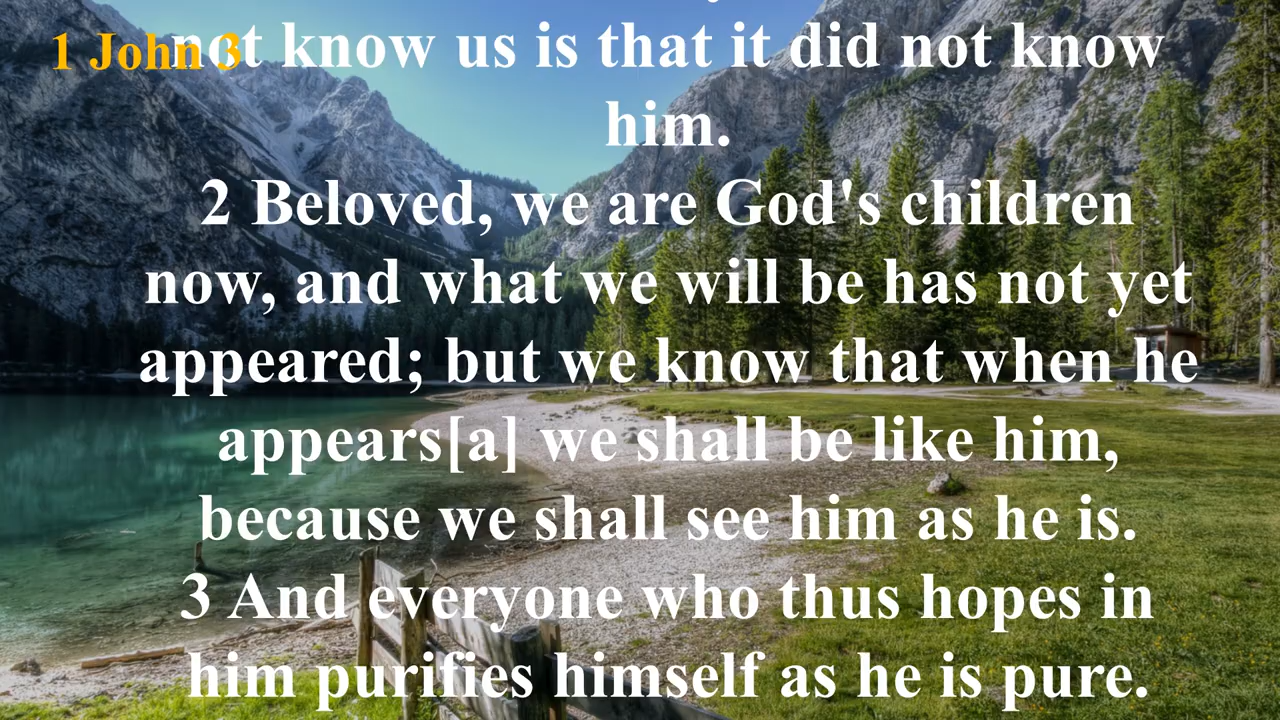 1 John 3
not know us is that it did not know
him.
2 Beloved, we are God's children
now, and what we will be has not yet
appeared; but we know that when he
appears[a] we shall be like him,
because we shall see him as he is.
3 And everyone who thus hopes in
him purifies himself as he is pure.